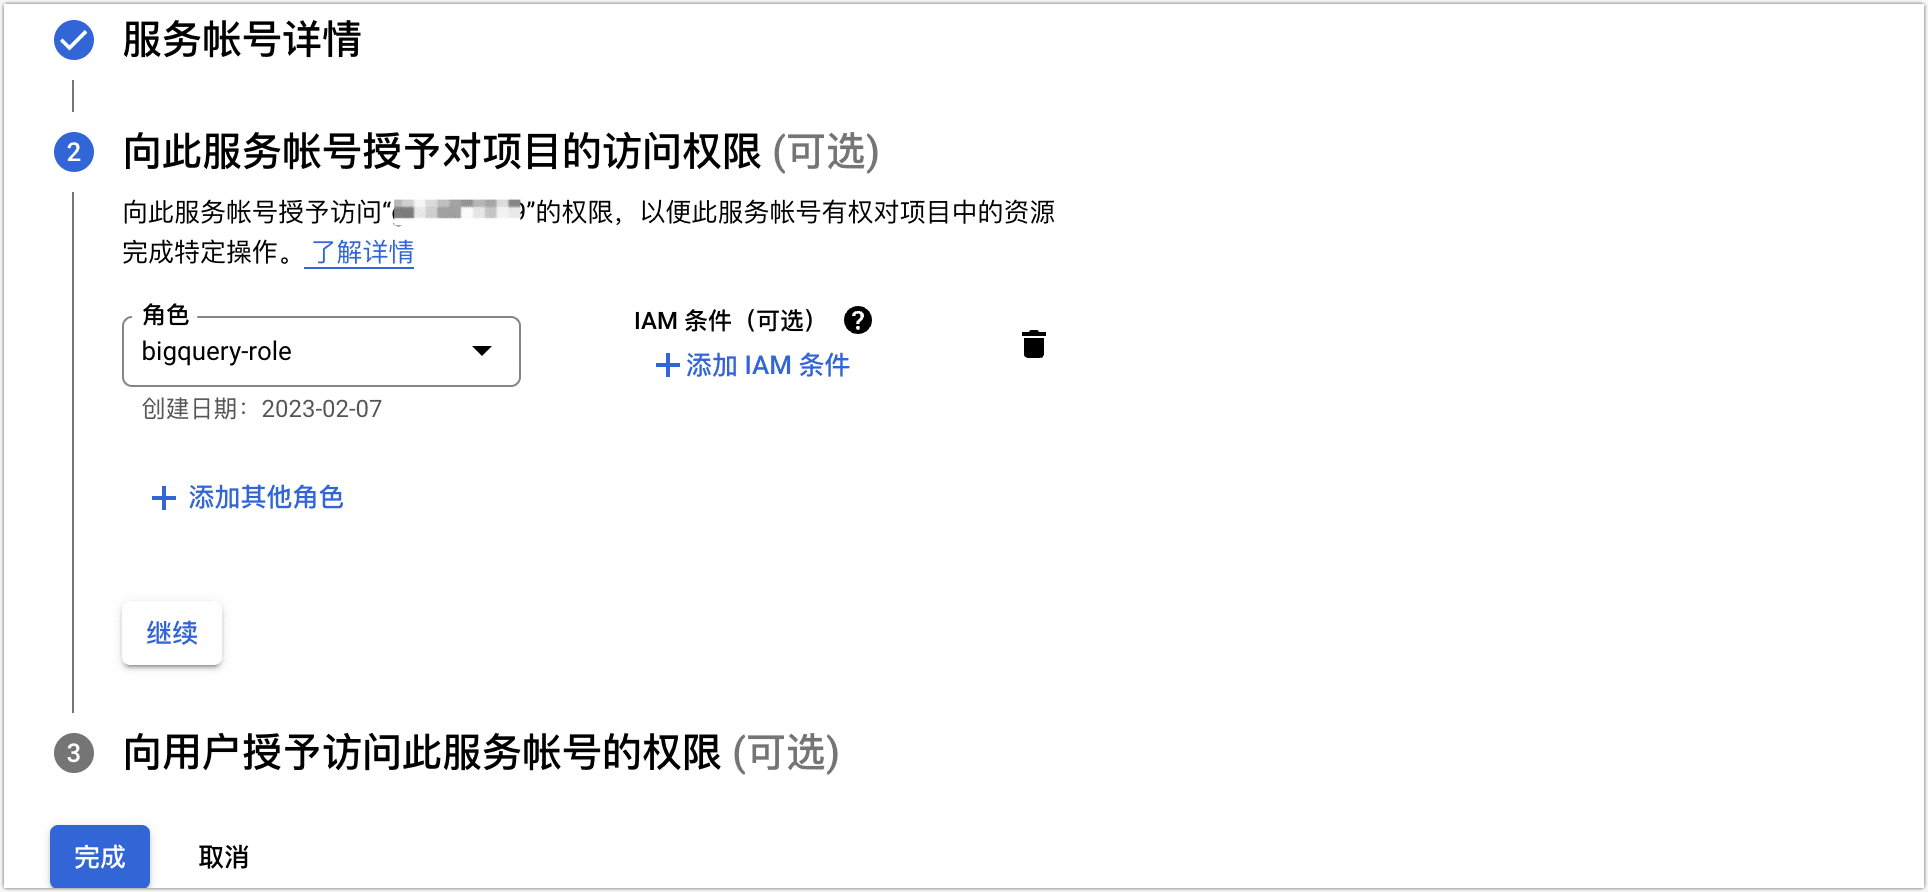 服务帐号详情
2 向此服务帐号授予对项目的访问权限 (可选)
向此服务帐号授予访问“”的权限，以便此服务帐号有权对项目中的资源
完成特定操作。 了解详情
角色
bigquery-role
创建日期：2023-02-07
IAM 条件（可选） ?
添加 IAM 条件
添加其他角色
继续
3 向用户授予访问此服务帐号的权限 (可选)
完成 取消